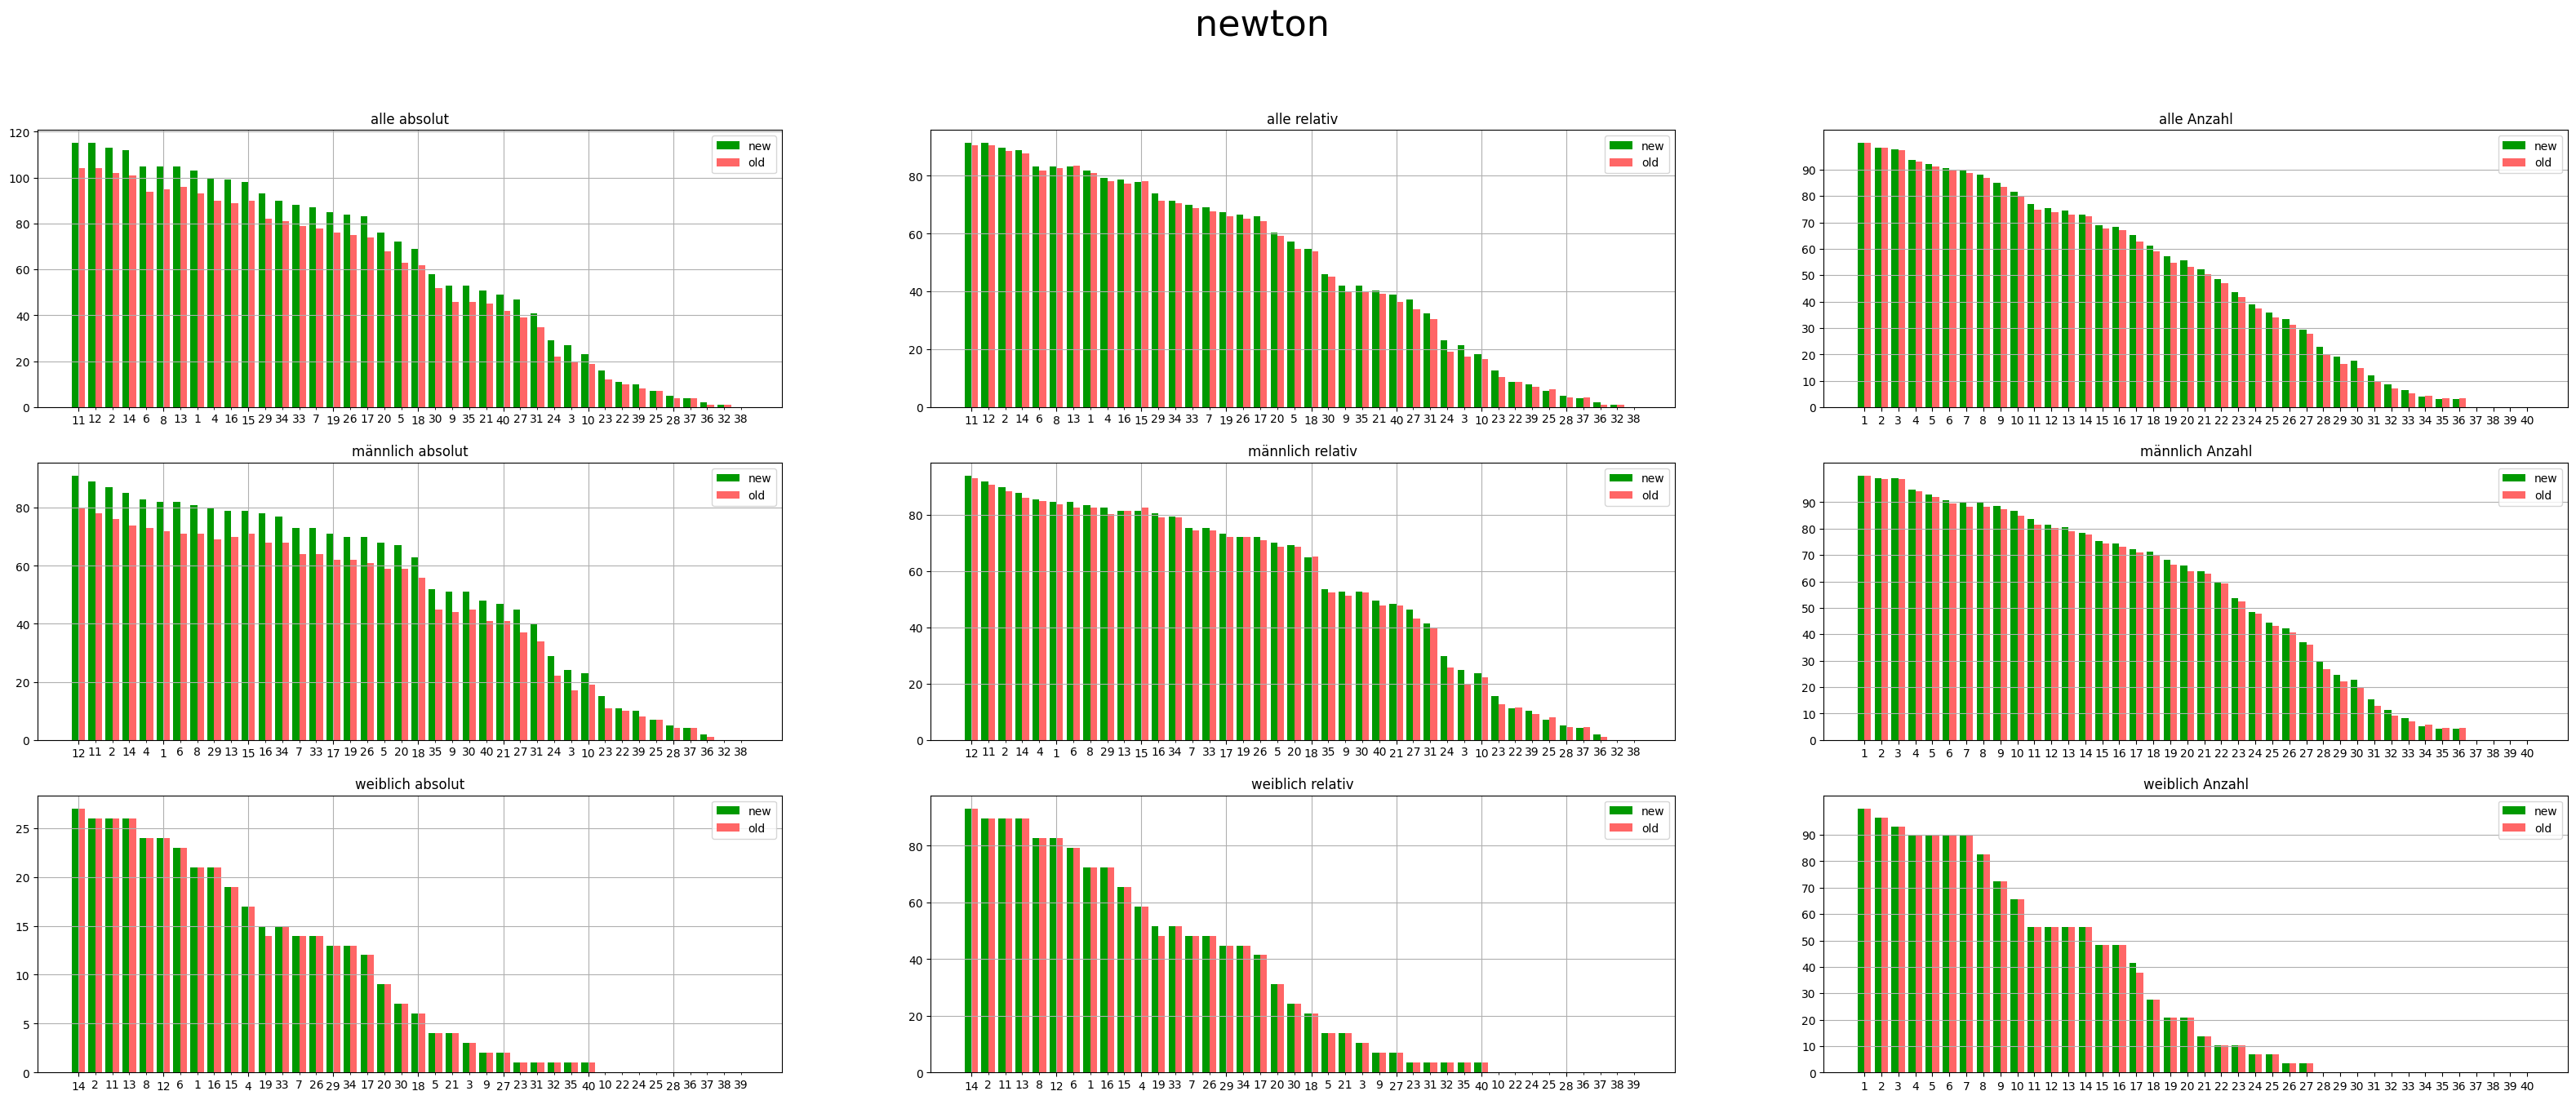 newton
alle absolut
new
old
120
100
80
60
40
20
0
11 12 2 14 6 8 13 1 4 16 15 29 34 33 7 19 26 17 20 5 18 30 9 35 21 40 27 31 24 3 10 23 22 39 25 28 37 36 32 38
alle relativ
new
old
80
60
40
20
0
11 12 2 14 6 8 13 1 4 16 15 29 34 33 7 19 26 17 20 5 18 30 9 35 21 40 27 31 24 3 10 23 22 39 25 28 37 36 32 38
alle Anzahl
new
old
90
80
70
60
50
40
30
20
10
0
1 2 3 4 5 6 7 8 9 10 11 12 13 14 15 16 17 18 19 20 21 22 23 24 25 26 27 28 29 30 31 32 33 34 35 36 37 38 39 40
männlich absolut
new
old
80
60
40
20
0
12 11 2 14 4 1 6 8 29 13 15 16 34 7 33 17 19 26 5 20 18 35 9 30 40 21 27 31 24 3 10 23 22 39 25 28 37 36 32 38
männlich relativ
new
old
80
60
40
20
0
12 11 2 14 4 1 6 8 29 13 15 16 34 7 33 17 19 26 5 20 18 35 9 30 40 21 27 31 24 3 10 23 22 39 25 28 37 36 32 38
männlich Anzahl
new
old
90
80
70
60
50
40
30
20
10
0
1 2 3 4 5 6 7 8 9 10 11 12 13 14 15 16 17 18 19 20 21 22 23 24 25 26 27 28 29 30 31 32 33 34 35 36 37 38 39 40
weiblich absolut
new
old
25
20
15
10
5
0
14 2 11 13 8 12 6 1 16 15 4 19 33 7 26 29 34 17 20 30 18 5 21 3 9 27 23 31 32 35 40 10 22 24 25 28 36 37 38 39
weiblich relativ
new
old
80
60
40
20
0
14 2 11 13 8 12 6 1 16 15 4 19 33 7 26 29 34 17 20 30 18 5 21 3 9 27 23 31 32 35 40 10 22 24 25 28 36 37 38 39
weiblich Anzahl
new
old
90
80
70
60
50
40
30
20
10
0
1 2 3 4 5 6 7 8 9 10 11 12 13 14 15 16 17 18 19 20 21 22 23 24 25 26 27 28 29 30 31 32 33 34 35 36 37 38 39 40